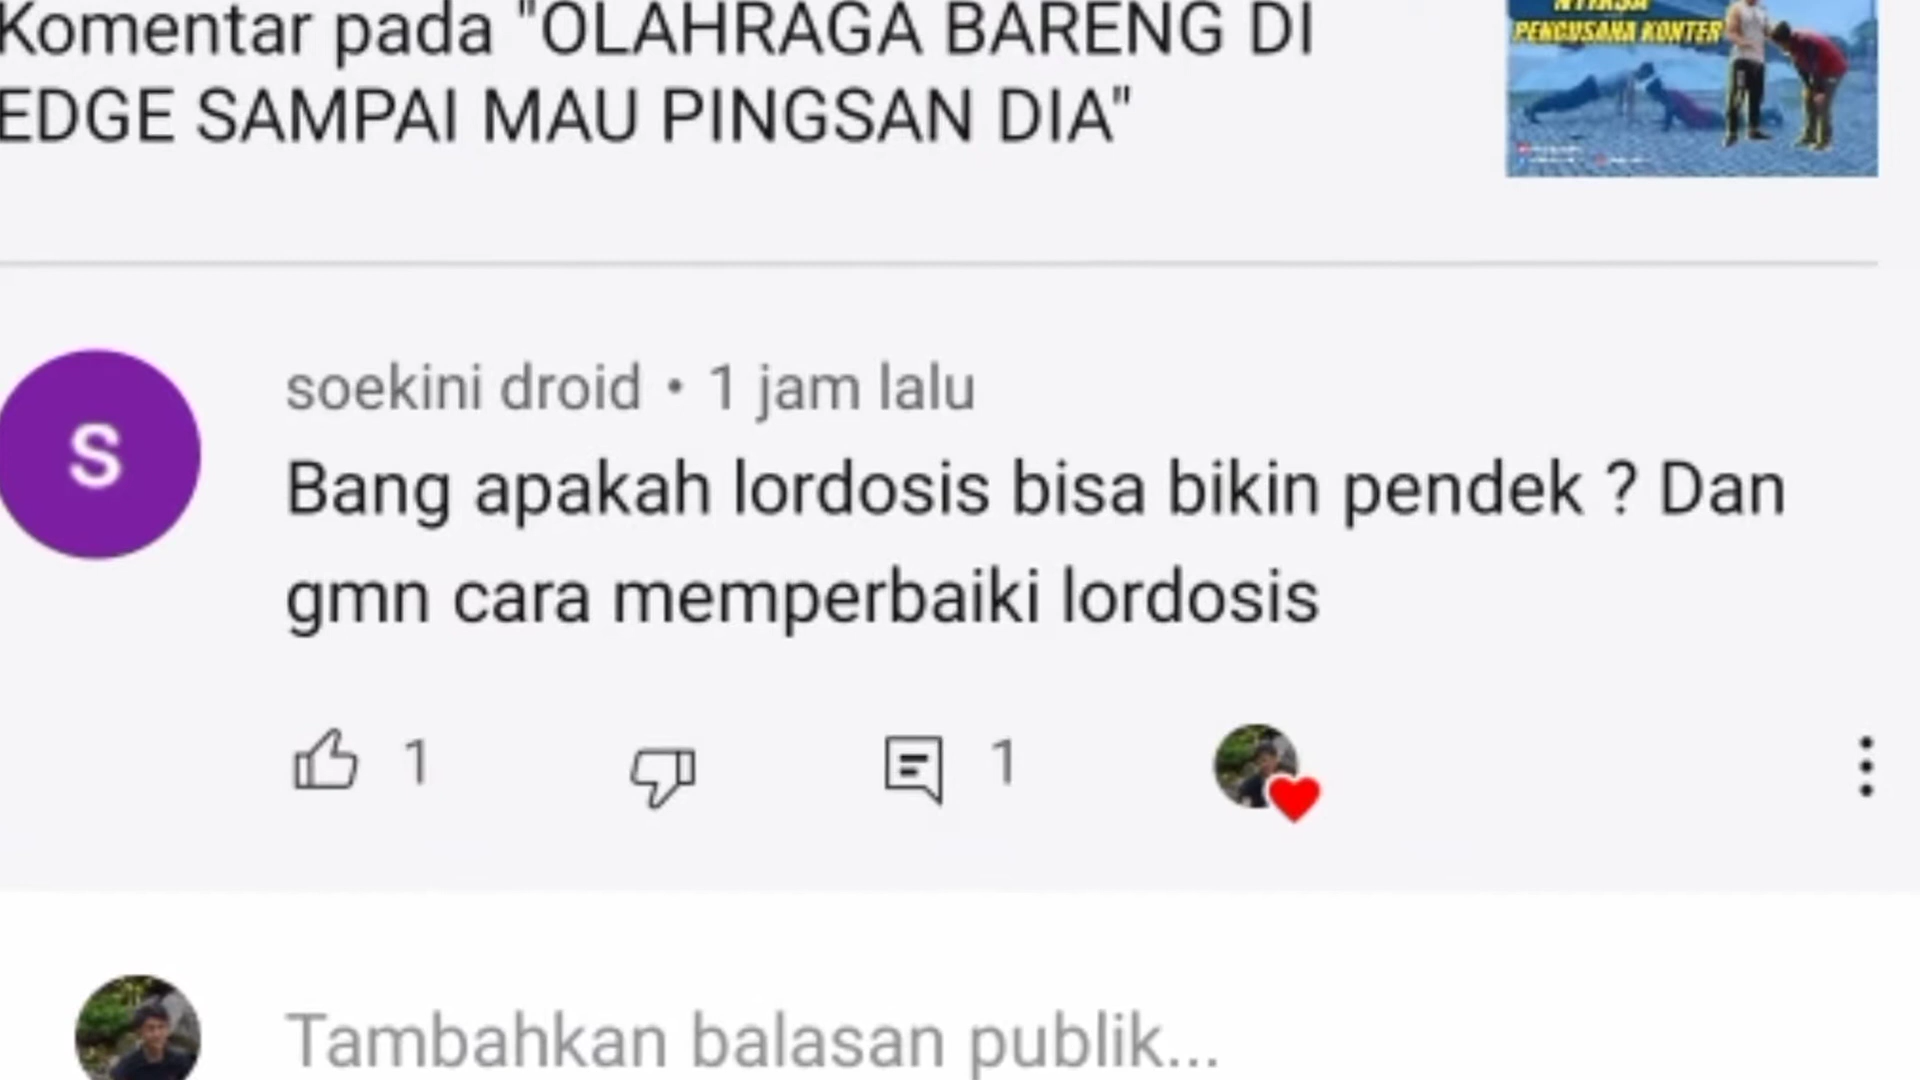 Komentar pada "OLAHRAGA BARENG DI
EDGE SAMPAI MAU PINGSAN DIA"
NYIKSA
PENGUSAHA KONTER
S
soekini droid • 1 jam lalu
Bang apakah lordosis bisa bikin pendek ? Dan
gmn cara memperbaiki lordosis
1
1
Tambahkan balasan publik...